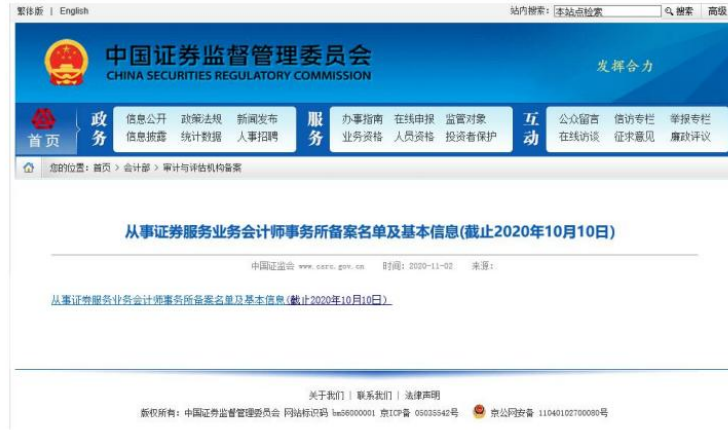 繁体版 | English
站内搜索: 本站点检索 搜索 高级
中国证券监督管理委员会
CHINA SECURITIES REGULATORY COMMISSION
发挥合力
首页
政务
信息公开 政策法规 新闻发布
信息披露 统计数据 人事招聘
服务
办事指南 在线申报 监管对象
业务资格 人员资格 投资者保护
互动
公众留言 信访专栏 举报专栏
在线访谈 征求意见 廉政评议
您的位置: 首页 > 会计部 > 审计与评估机构备案
从事证券服务业务会计师事务所备案名单及基本信息(截止2020年10月10日)
中国证监会 www.csrc.gov.cn 时间: 2020-11-02 来源:
从事证券服务业务会计师事务所备案名单及基本信息(截止2020年10月10日)
关于我们 | 联系我们 | 法律声明
版权所有: 中国证券监督管理委员会 网站标识码 bm56000001 京ICP备 05035542号 京公网安备 11040102700080号